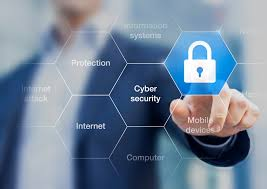 Information
systems
Protection
Internet
attack
Cyber
security
Internet
Mobile
devices
Computer